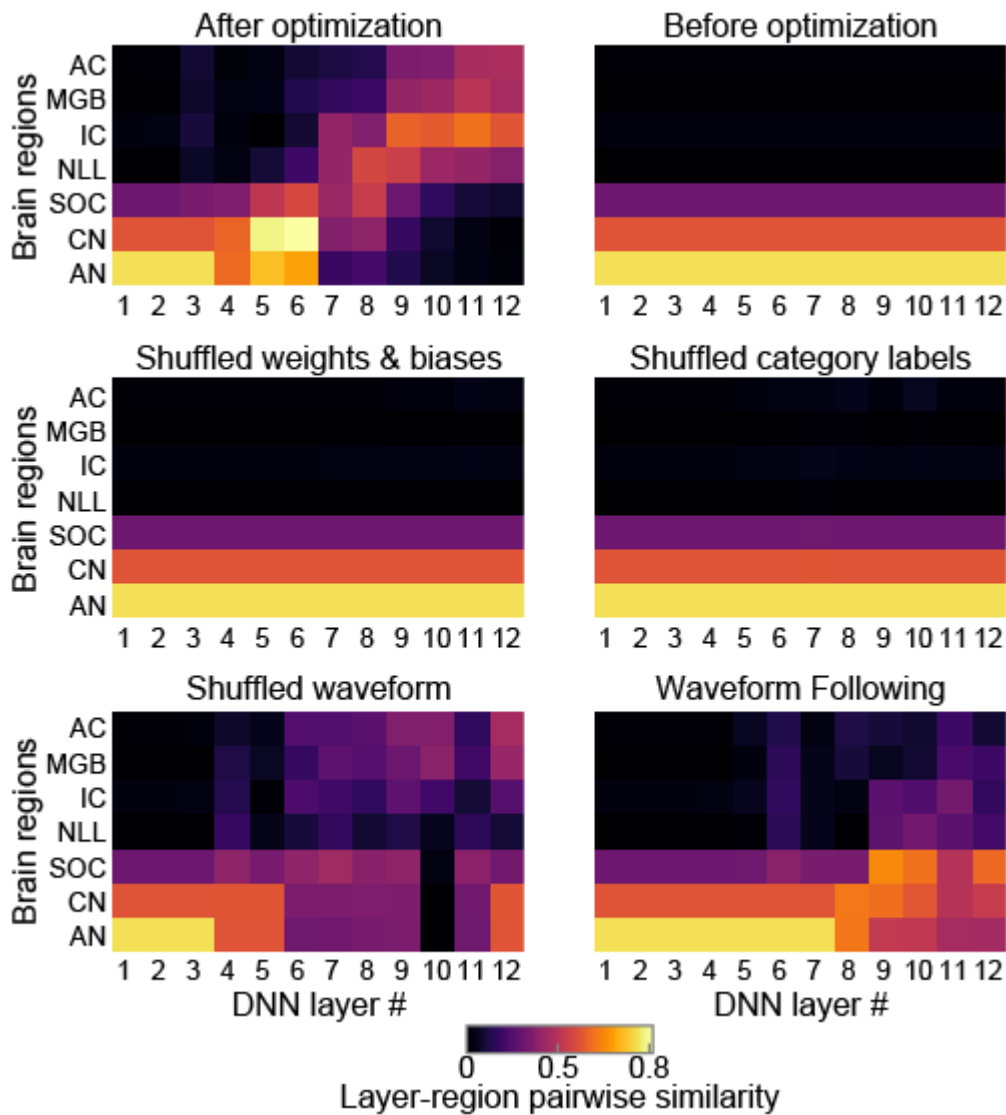 After optimization
Before optimization
Brain regions
AC
MGB
IC
NLL
SOC
CN
AN
1 2 3 4 5 6 7 8 9 10 11 12
1 2 3 4 5 6 7 8 9 10 11 12
Shuffled weights & biases
Shuffled category labels
Brain regions
AC
MGB
IC
NLL
SOC
CN
AN
1 2 3 4 5 6 7 8 9 10 11 12
1 2 3 4 5 6 7 8 9 10 11 12
Shuffled waveform
Waveform Following
Brain regions
AC
MGB
IC
NLL
SOC
CN
AN
1 2 3 4 5 6 7 8 9 10 11 12
1 2 3 4 5 6 7 8 9 10 11 12
DNN layer #
DNN layer #
0 0.5 0.8
Layer-region pairwise similarity